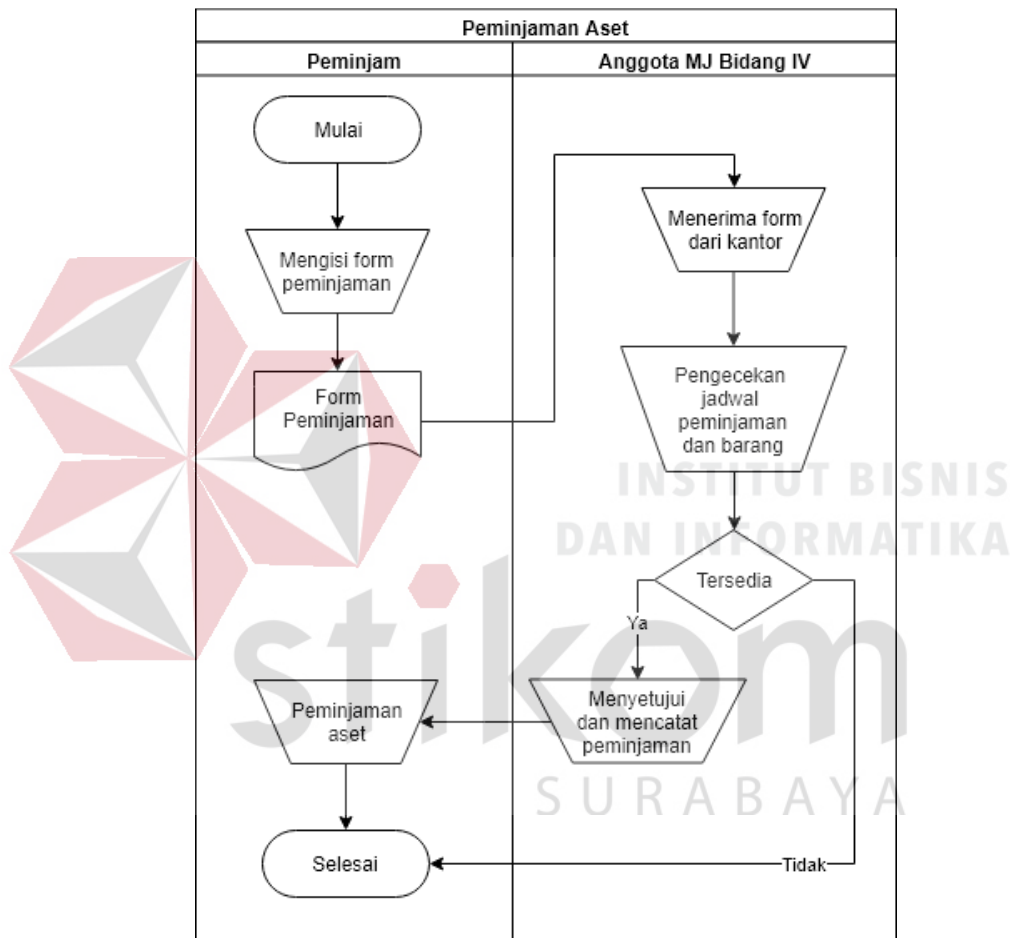 Peminjaman Aset
Peminjam
Anggota MJ Bidang IV
Mulai
Mengisi form
peminjaman
Form
Peminjaman
Menerima form
dari kantor
Pengecekan
jadwal
peminjaman
dan barang
Tersedia
Ya
Menyetujui
dan mencatat
peminjaman
Peminjaman
aset
Selesai
Tidak
INSTITUT BISNIS
DAN INFORMATIKA
stikom
SURABAYA